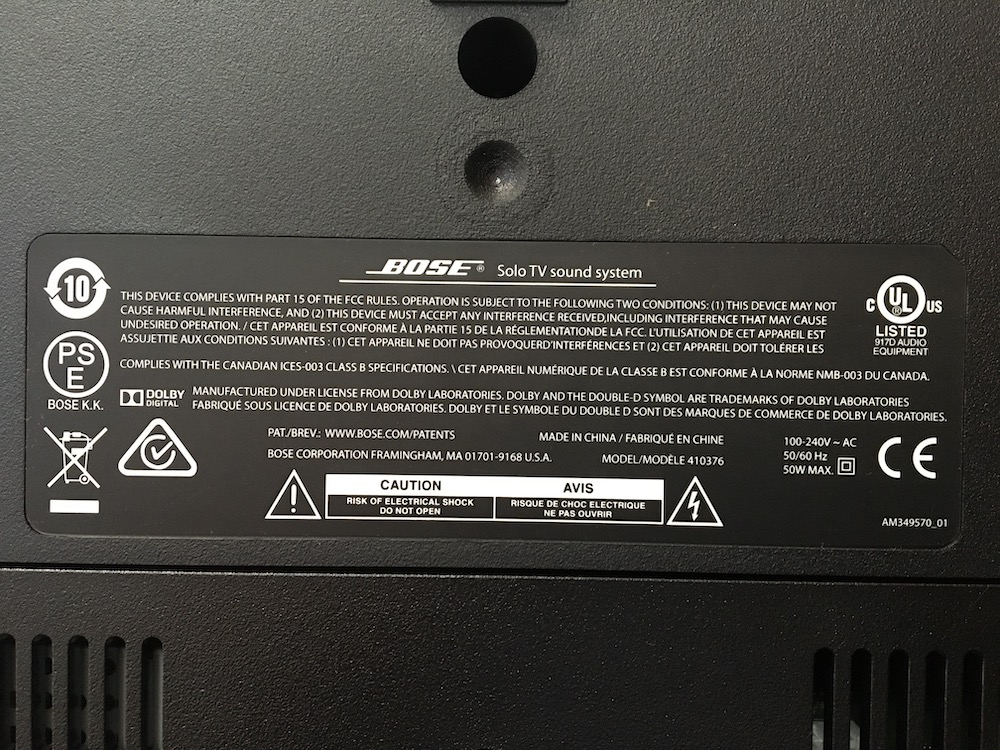 BOSE® Solo TV sound system
10
THIS DEVICE COMPLIES WITH PART 15 OF THE FCC RULES. OPERATION IS SUBJECT TO THE FOLLOWING TWO CONDITIONS: (1) THIS DEVICE MAY NOT
CAUSE HARMFUL INTERFERENCE, AND (2) THIS DEVICE MUST ACCEPT ANY INTERFERENCE RECEIVED,INCLUDING INTERFERENCE THAT MAY CAUSE
UNDESIRED OPERATION. / CET APPAREIL EST CONFORME À LA PARTIE 15 DE LA RÉGLEMENTATIONDE LA FCC. L'UTILISATION DE CET APPAREIL EST
ASSUJETTIE AUX CONDITIONS SUIVANTES : (1) CET APPAREIL NE DOIT PAS PROVOQUERD'INTERFÉRENCES ET (2) CET APPAREIL DOIT TOLÉRER LES
C UL® US
LISTED
917D AUDIO
EQUIPMENT
PS
E
BOSE K.K.
COMPLIES WITH THE CANADIAN ICES-003 CLASS B SPECIFICATIONS. \ CET APPAREIL NUMÉRIQUE DE LA CLASSE B EST CONFORME À LA NORME NMB-003 DU CANADA.
DOLBY
DIGITAL
MANUFACTURED UNDER LICENSE FROM DOLBY LABORATORIES. DOLBY AND THE DOUBLE-D SYMBOL ARE TRADEMARKS OF DOLBY LABORATORIES
FABRIQUÉ SOUS LICENCE DE DOLBY LABORATORIES. DOLBY ET LE SYMBOLE DU DOUBLE D SONT DES MARQUES DE COMMERCE DE DOLBY LABORATORIES.
PAT./BREV.: WWW.BOSE.COM/PATENTS
MADE IN CHINA / FABRIQUÉ EN CHINE
BOSE CORPORATION FRAMINGHAM, MA 01701-9168 U.S.A.
MODEL/MODÈLE 410376
100-240V ~ AC
50/60 Hz
50W MAX.
CE
CAUTION
RISK OF ELECTRICAL SHOCK
DO NOT OPEN
AVIS
RISQUE DE CHOC ELECTRIQUE
NE PAS OUVRIR
AM349570_01